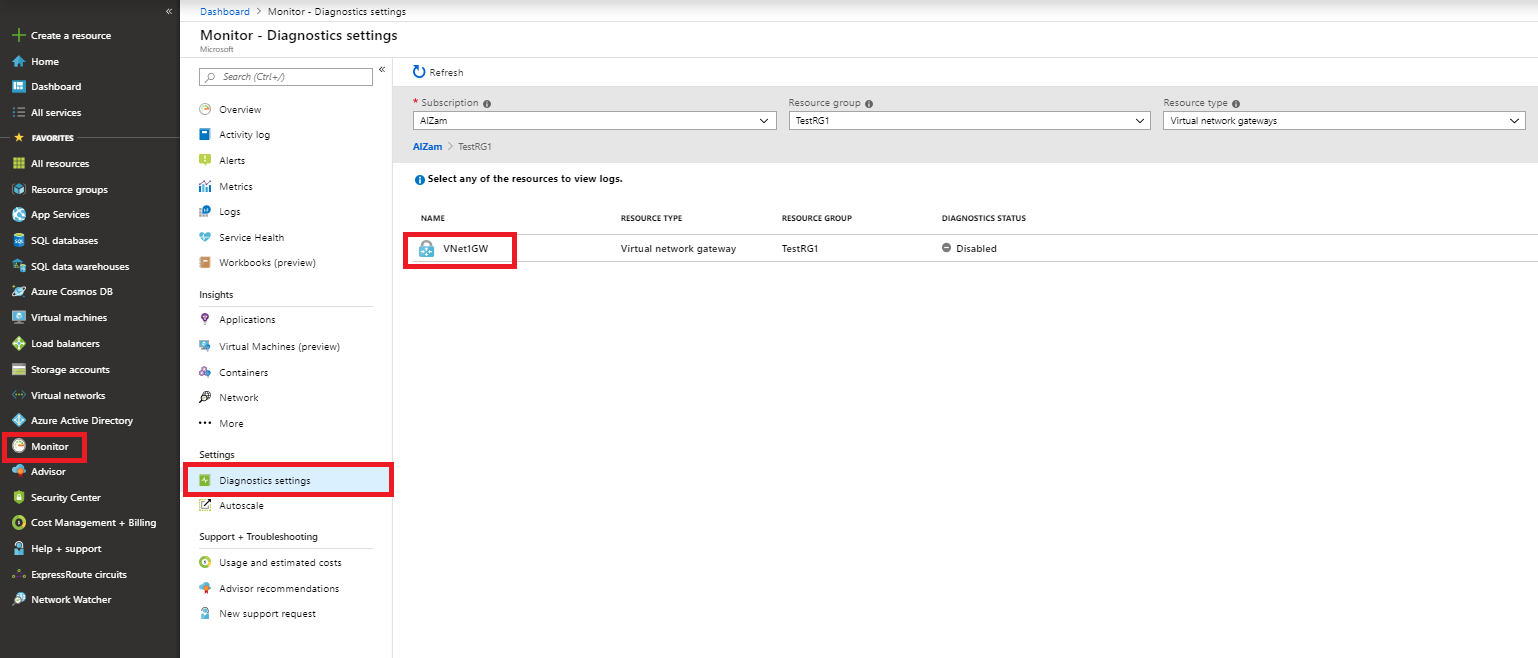 «
Create a resource
Home
Dashboard
All services
FAVORITES
All resources
Resource groups
App Services
SQL databases
SQL data warehouses
Azure Cosmos DB
Virtual machines
Load balancers
Storage accounts
Virtual networks
Azure Active Directory
Monitor
Advisor
Security Center
Cost Management + Billing
Help + support
ExpressRoute circuits
Network Watcher
Dashboard > Monitor - Diagnostics settings
Monitor - Diagnostics settings
Microsoft
Search (Ctrl+/)
«
Overview
Activity log
Alerts
Metrics
Logs
Service Health
Workbooks (preview)
Insights
Applications
Virtual Machines (preview)
Containers
Network
••• More
Settings
Diagnostics settings
Autoscale
Support + Troubleshooting
Usage and estimated costs
Advisor recommendations
New support request
Refresh
* Subscription Resource group Resource type
AIZam TestRG1 Virtual network gateways
AIZam > TestRG1
Select any of the resources to view logs.
NAME RESOURCE TYPE RESOURCE GROUP DIAGNOSTICS STATUS
VNet1GW Virtual network gateway TestRG1 Disabled